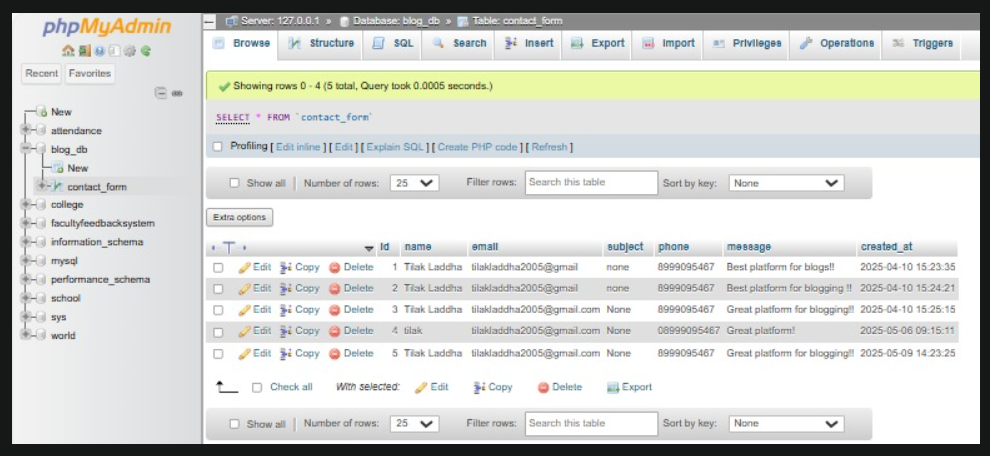 phpMyAdmin
Recent Favorites
New
attendance
blog_db
New
contact_form
college
facultyfeedbacksystem
information_schema
mysql
performance_schema
school
sys
world
Server: 127.0.0.1 » Database: blog_db » Table: contact_form
Browse Structure SQL Search Insert Export Import Privileges Operations Triggers
Showing rows 0 - 4 (5 total, Query took 0.0005 seconds.)
SELECT * FROM `contact_form`
Profiling [ Edit inline ] [ Edit ] [ Explain SQL ] [ Create PHP code ] [ Refresh ]
Show all Number of rows: 25 Filter rows: Search this table Sort by key: None
Extra options
id name email subject phone message created_at
Edit Copy Delete 1 Tilak Laddha tilakladdha2005@gmail none 8999095467 Best platform for blogs!! 2025-04-10 15:23:35
Edit Copy Delete 2 Tilak Laddha tilakladdha2005@gmail none 8999095467 Best platform for blogging !! 2025-04-10 15:24:21
Edit Copy Delete 3 Tilak Laddha tilakladdha2005@gmail.com None 8999095467 Great platform for blogging!! 2025-04-10 15:25:15
Edit Copy Delete 4 tilak tilakladdha2005@gmail.com None 08999095467 Great platform! 2025-05-06 09:15:11
Edit Copy Delete 5 Tilak Laddha tilakladdha2005@gmail.com None 8999095467 Great platform for blogging!! 2025-05-09 14:23:25
Check all With selected: Edit Copy Delete Export
Show all Number of rows: 25 Filter rows: Search this table Sort by key: None